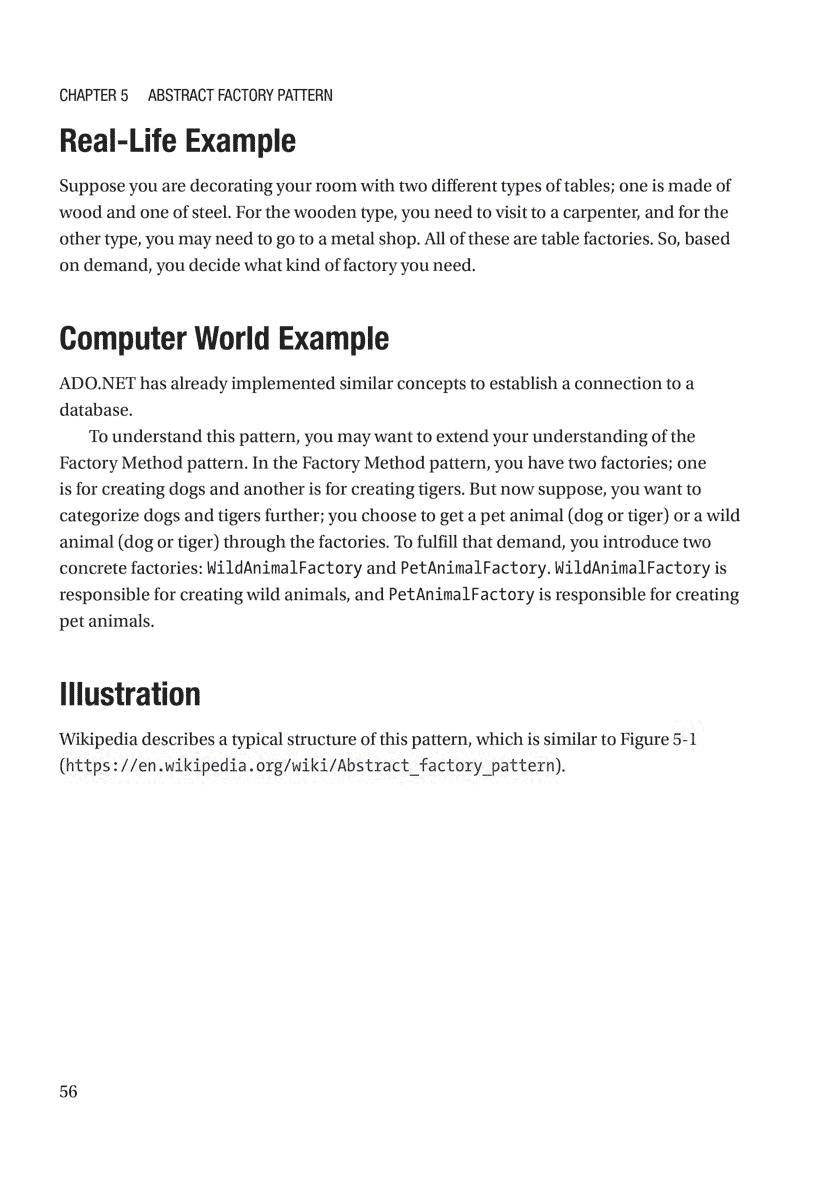 CHAPTER 5 ABSTRACT FACTORY PATTERN
Real-Life Example
Suppose you are decorating your room with two different types of tables; one is made of
wood and one of steel. For the wooden type, you need to visit to a carpenter, and for the
other type, you may need to go to a metal shop. All of these are table factories. So, based
on demand, you decide what kind of factory you need.
Computer World Example
ADO.NET has already implemented similar concepts to establish a connection to a
database.
To understand this pattern, you may want to extend your understanding of the
Factory Method pattern. In the Factory Method pattern, you have two factories; one
is for creating dogs and another is for creating tigers. But now suppose, you want to
categorize dogs and tigers further; you choose to get a pet animal (dog or tiger) or a wild
animal (dog or tiger) through the factories. To fulfill that demand, you introduce two
concrete factories: WildAnimalFactory and PetAnimalFactory. WildAnimalFactory is
responsible for creating wild animals, and PetAnimalFactory is responsible for creating
pet animals.
Illustration
Wikipedia describes a typical structure of this pattern, which is similar to Figure 5-1
(https://en.wikipedia.org/wiki/Abstract_factory_pattern).
56